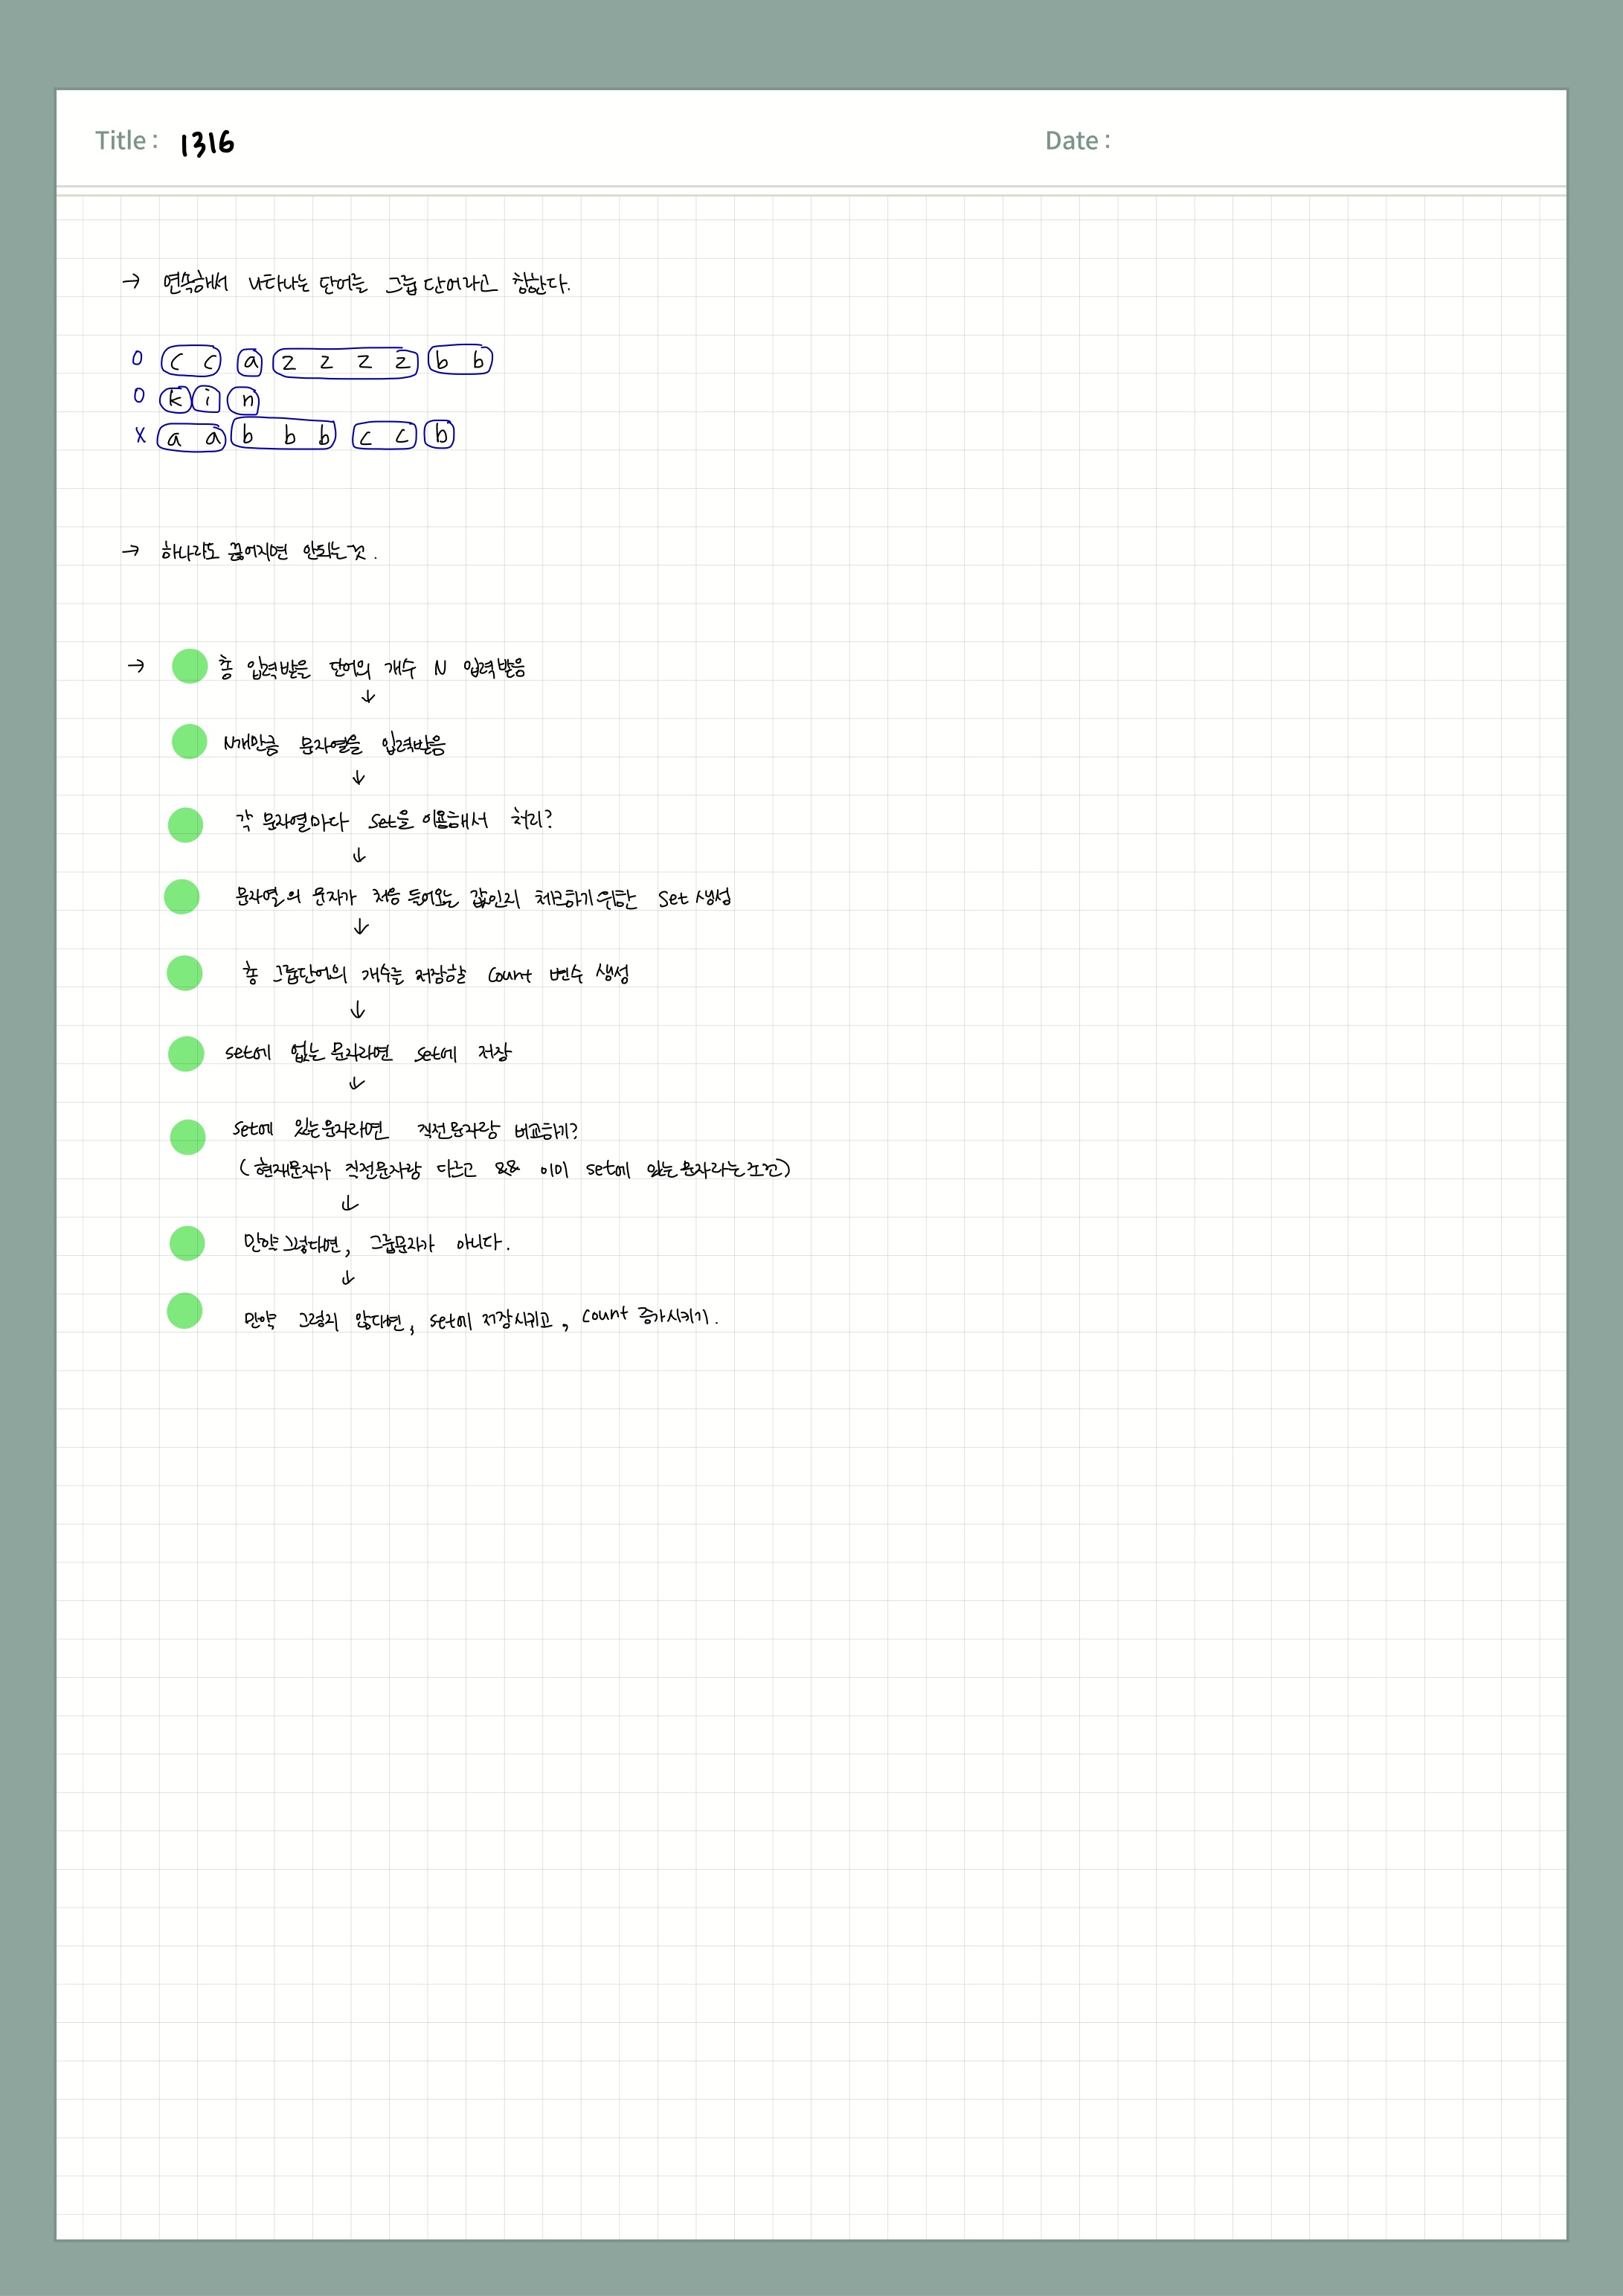 Title : 1316
Date :
→ 연속해서 나타나는 단어를 그룹 단어라고 칭한다.
O c c a z z z z b b
O k i n
X a a b b b c c b
→ 하나라도 끊어지면 안되는것.
→ 총 입력받을 단어의 개수 N 입력받음
↓
N개만큼 문자열을 입력받음
↓
각 문자열마다 set을 이용해서 처리?
↓
문자열의 문자가 처음 들어오는 값인지 체크하기위한 Set 생성
↓
총 그룹단어의 개수를 저장할 count 변수 생성
↓
set에 없는 문자라면 set에 저장
↓
set에 있는문자라면 직전문자랑 비교하기?
(현재문자가 직전문자랑 다르고 && 이미 set에 있는 문자라는조건)
↓
만약 그렇다면, 그룹문자가 아니다.
↓
만약 그렇지 않다면, set에 저장시키고, count 증가시키기.